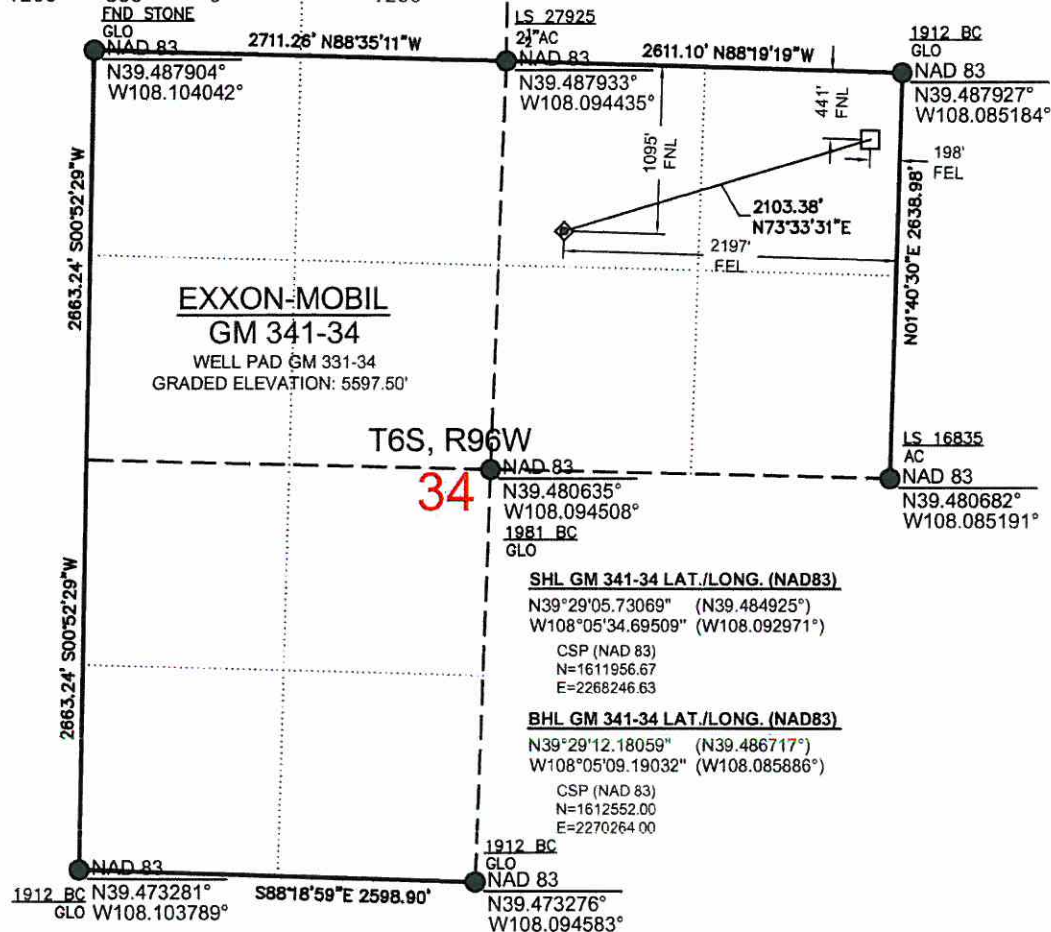 FND STONE
GLO
NAD 83
N39.487904°
W108.104042°
2711.26' N88°35'11"W
LS 27925
2½"AC
NAD 83
N39.487933°
W108.094435°
2611.10' N88°19'19"W
1912 BC
GLO
NAD 83
N39.487927°
W108.085184°
441'
FNL
1095'
FNL
198'
FEL
2103.38'
N73°33'31"E
2197'
FEL
2663.24' S00°52'29"W
N01°40'30"E 2638.98'
EXXON-MOBIL
GM 341-34
WELL PAD GM 331-34
GRADED ELEVATION: 5597.50'
T6S, R96W
34
NAD 83
N39.480635°
W108.094508°
1981 BC
GLO
LS 16835
AC
NAD 83
N39.480682°
W108.085191°
SHL GM 341-34 LAT./LONG. (NAD83)
N39°29'05.73069" (N39.484925°)
W108°05'34.69509" (W108.092971°)
CSP (NAD 83)
N=1611956.67
E=2268246.63
BHL GM 341-34 LAT./LONG. (NAD83)
N39°29'12.18059" (N39.486717°)
W108°05'09.19032" (W108.085886°)
CSP (NAD 83)
N=1612552.00
E=2270264.00
2663.24' S00°52'29"W
NAD 83
1912 BC N39.473281°
GLO W108.103789°
S88°18'59"E 2598.90'
1912 BC
GLO
NAD 83
N39.473276°
W108.094583°